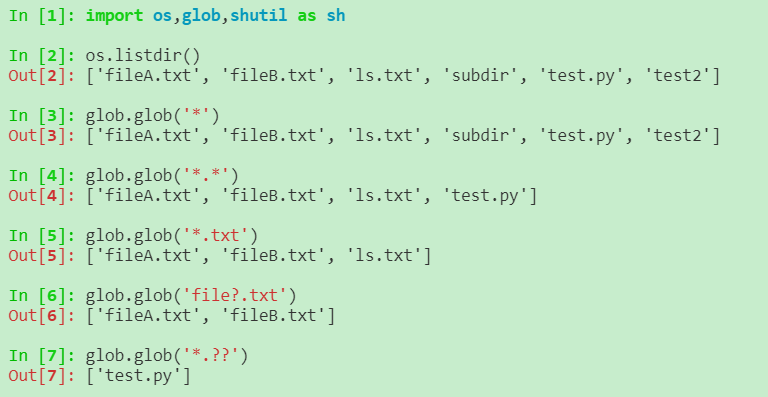 In [1]: import os,glob,shutil as sh
In [2]: os.listdir()
Out[2]: ['fileA.txt', 'fileB.txt', 'ls.txt', 'subdir', 'test.py', 'test2']
In [3]: glob.glob('*')
Out[3]: ['fileA.txt', 'fileB.txt', 'ls.txt', 'subdir', 'test.py', 'test2']
In [4]: glob.glob('*.*')
Out[4]: ['fileA.txt', 'fileB.txt', 'ls.txt', 'test.py']
In [5]: glob.glob('*.txt')
Out[5]: ['fileA.txt', 'fileB.txt', 'ls.txt']
In [6]: glob.glob('file?.txt')
Out[6]: ['fileA.txt', 'fileB.txt']
In [7]: glob.glob('*.??')
Out[7]: ['test.py']